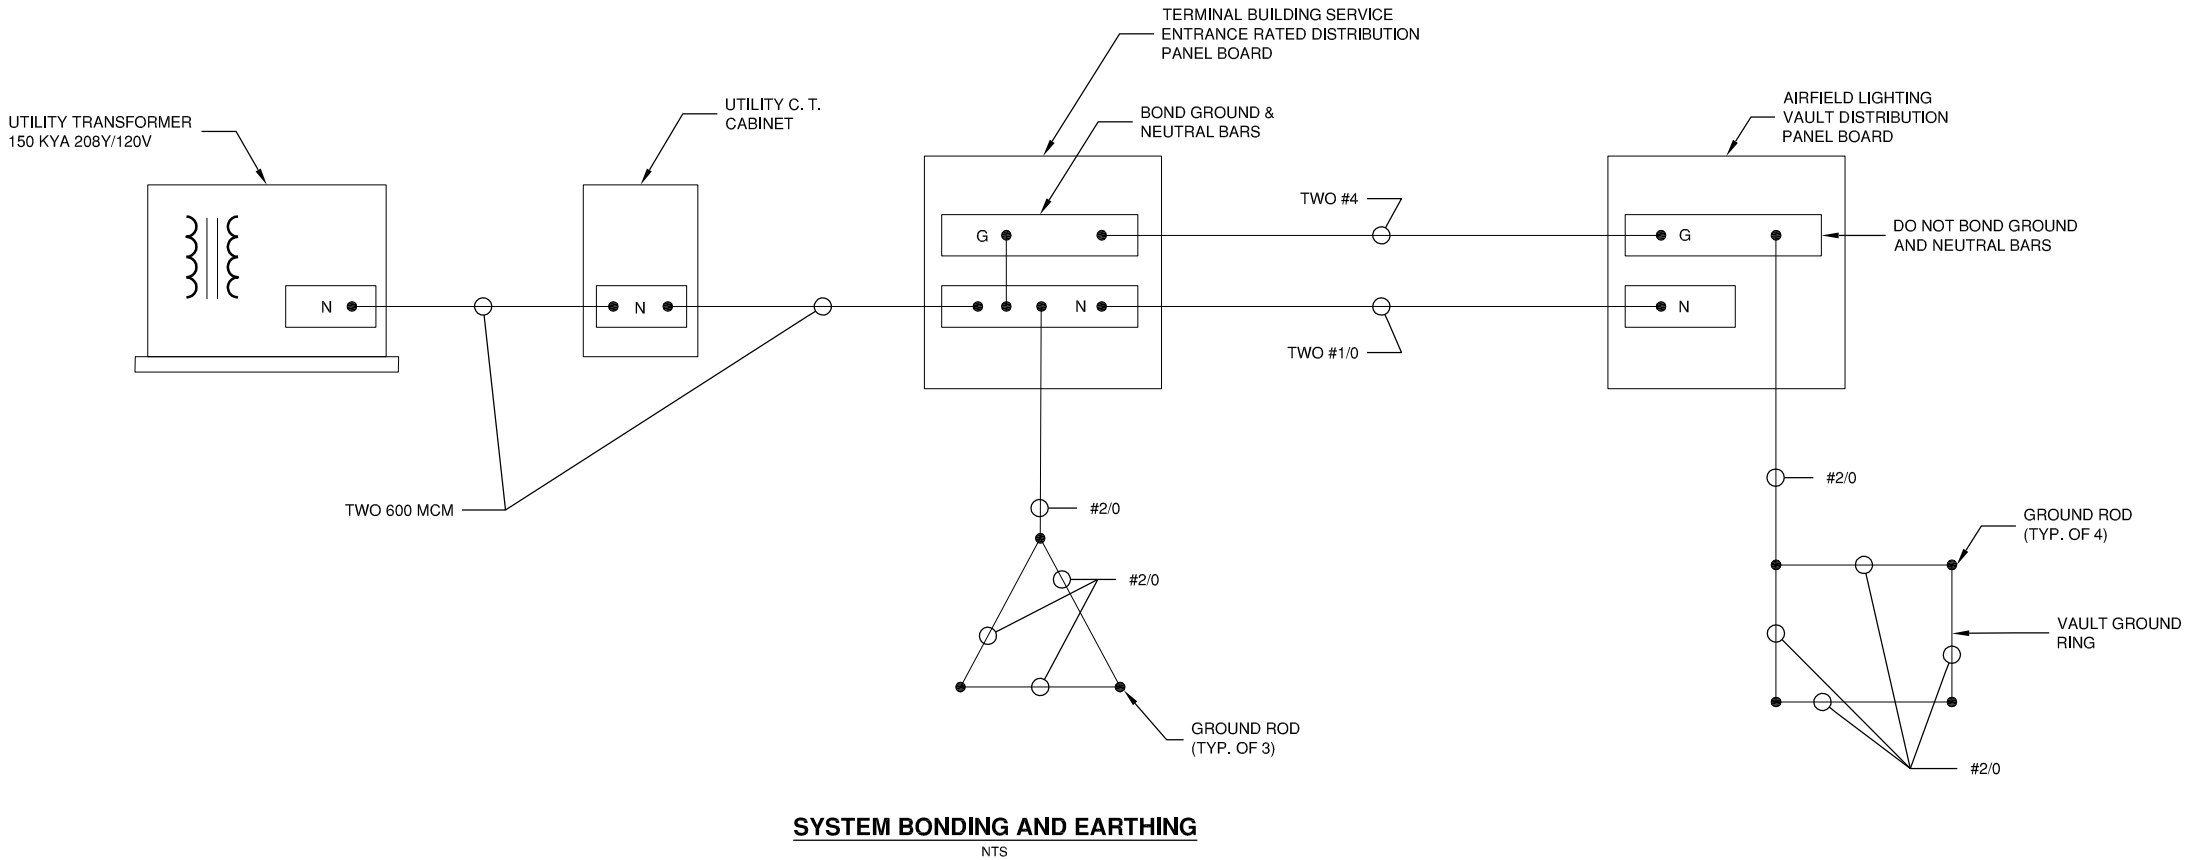 TERMINAL BUILDING SERVICE
ENTRANCE RATED DISTRIBUTION
PANEL BOARD
UTILITY TRANSFORMER
150 KYA 208Y/120V
UTILITY C. T.
CABINET
BOND GROUND &
NEUTRAL BARS
AIRFIELD LIGHTING
VAULT DISTRIBUTION
PANEL BOARD
TWO #4
G
G
DO NOT BOND GROUND
AND NEUTRAL BARS
N
N
N
N
TWO #1/0
TWO 600 MCM
#2/0
#2/0
#2/0
#2/0
GROUND ROD
(TYP. OF 4)
VAULT GROUND
RING
GROUND ROD
(TYP. OF 3)
SYSTEM BONDING AND EARTHING
NTS